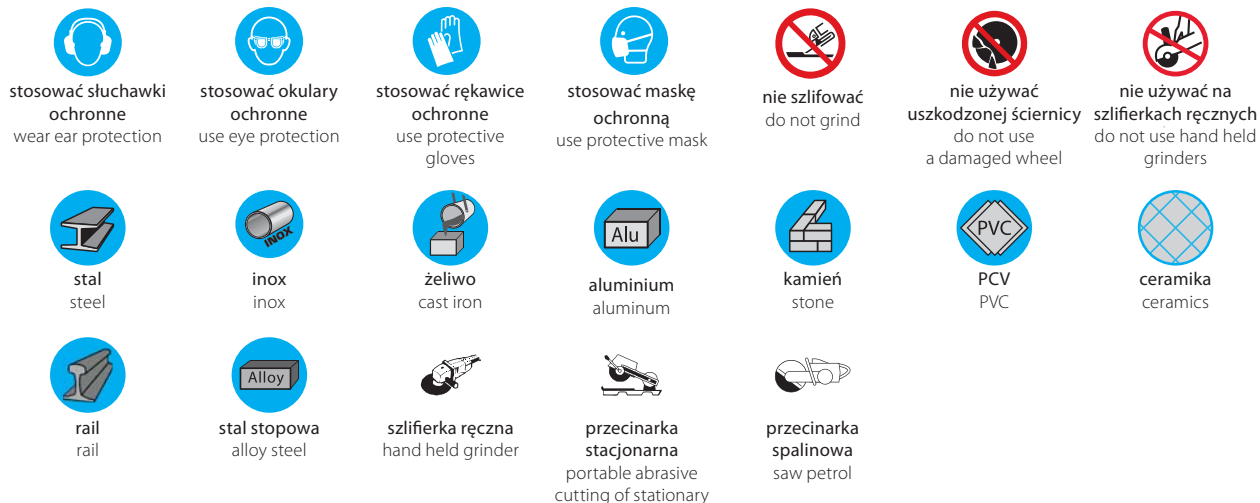 stosować słuchawki
ochronne
wear ear protection
stosować okulary
ochronne
use eye protection
stosować rękawice
ochronne
use protective
gloves
stosować maskę
ochronną
use protective mask
nie szlifować
do not grind
nie używać
uszkodzonej ściernicy
do not use
a damaged wheel
nie używać na
szlifierkach ręcznych
do not use hand held
grinders
stal
steel
INOX
inox
inox
żeliwo
cast iron
Alu
aluminium
aluminum
kamień
stone
PVC
PCV
PVC
ceramika
ceramics
rail
rail
Alloy
stal stopowa
alloy steel
szlifierka ręczna
hand held grinder
przecinarka
stacjonarna
portable abrasive
cutting of stationary
przecinarka
spalinowa
saw petrol